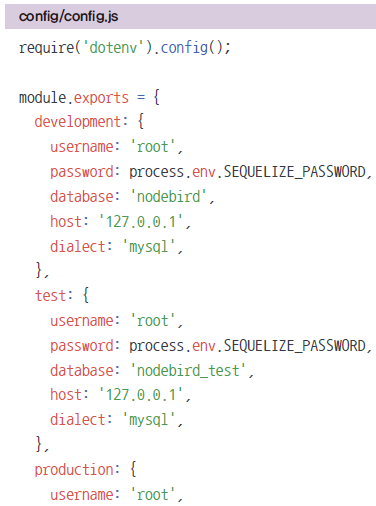 config/config.js
require('dotenv').config();
module.exports = {
development: {
username: 'root',
password: process.env.SEQUELIZE_PASSWORD,
database: 'nodebird',
host: '127.0.0.1',
dialect: 'mysql',
},
test: {
username: 'root',
password: process.env.SEQUELIZE_PASSWORD,
database: 'nodebird_test',
host: '127.0.0.1',
dialect: 'mysql',
},
production: {
username: 'root',